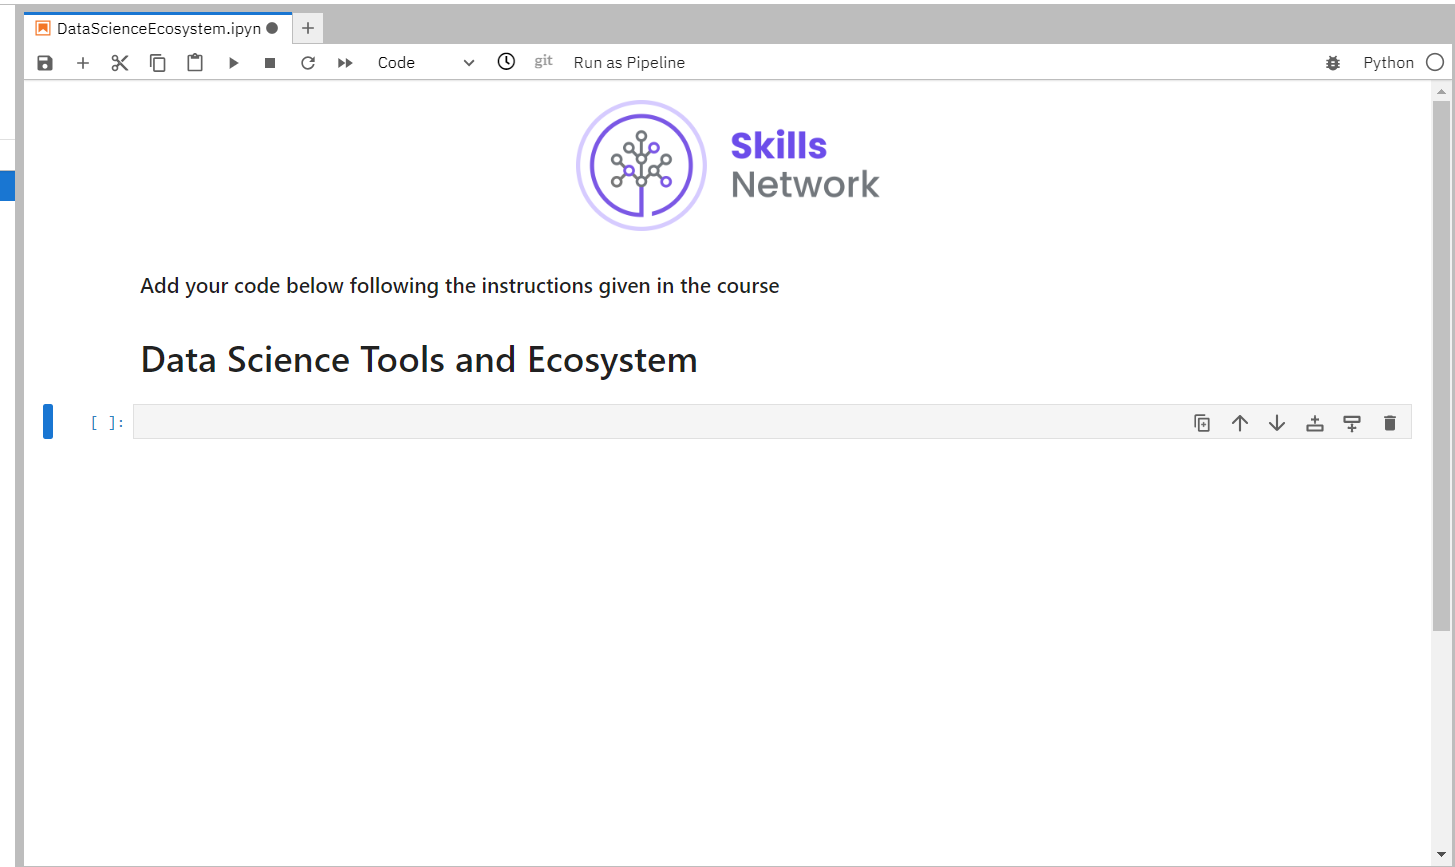 DataScienceEcosystem.ipyn
Code git Run as Pipeline Python
Skills
Network
Add your code below following the instructions given in the course
Data Science Tools and Ecosystem
[ ]: